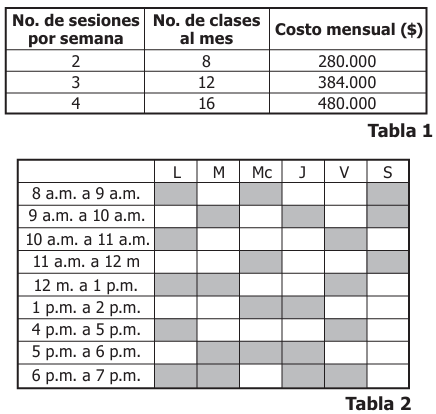 No. de sesiones por semana No. de clases al mes Costo mensual ($)
2 8 280.000
3 12 384.000
4 16 480.000
Tabla 1
L M Mc J V S
8 a.m. a 9 a.m.
9 a.m. a 10 a.m.
10 a.m. a 11 a.m.
11 a.m. a 12 m
12 m. a 1 p.m.
1 p.m. a 2 p.m.
4 p.m. a 5 p.m.
5 p.m. a 6 p.m.
6 p.m. a 7 p.m.
Tabla 2